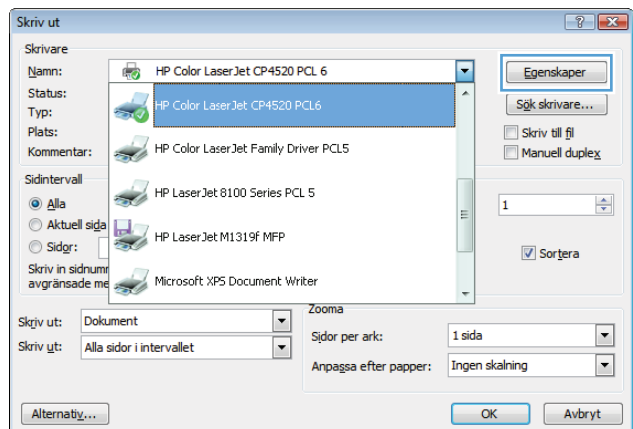 Skriv ut
Skrivare
Namn: HP Color LaserJet CP4520 PCL 6 Egenskaper
Status: HP Color LaserJet CP4520 PCL6 Sök skrivare...
Typ:
Plats: HP Color LaserJet Family Driver PCL5 Skriv till fil
Kommentar: Manuell duplex
Sidintervall HP LaserJet 8100 Series PCL 5
Alla 1
Aktuell sida HP LaserJet M1319f MFP
Sidor: Sortera
Skriv in sidnumr
avgränsade me Microsoft XPS Document Writer
Zooma
Skriv ut: Dokument Sidor per ark: 1 sida
Skriv ut: Alla sidor i intervallet Anpassa efter papper: Ingen skalning
Alternativ... OK Avbryt